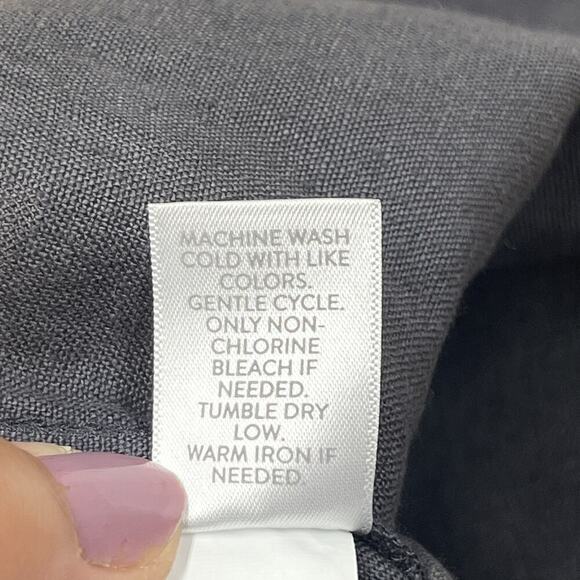 MACHINE WASH
COLD WITH LIKE
COLORS.
GENTLE CYCLE.
ONLY NON-
CHLORINE
BLEACH IF
NEEDED.
TUMBLE DRY
LOW.
WARM IRON IF
NEEDED.